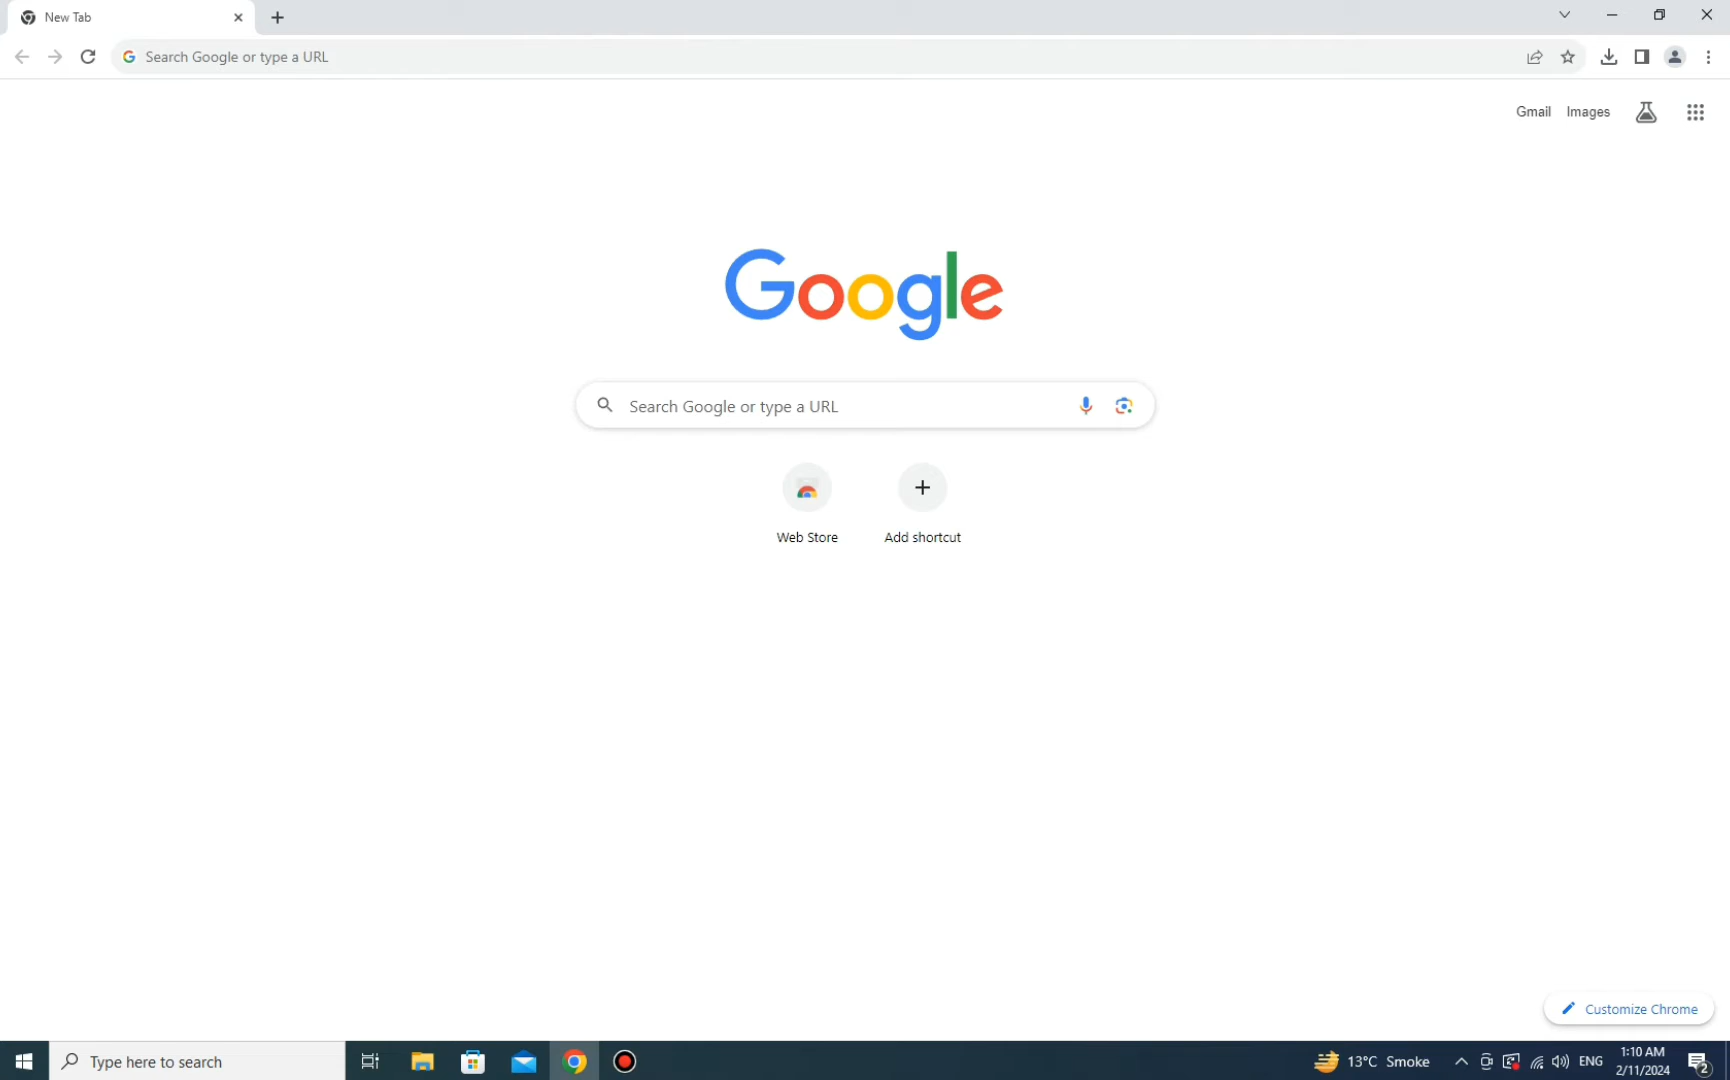 New Tab
Search Google or type a URL
Gmail Images
Google
Search Google or type a URL
Web Store Add shortcut
Customize Chrome
Type here to search
13°C Smoke
ENG
1:10 AM
2/11/2024
2